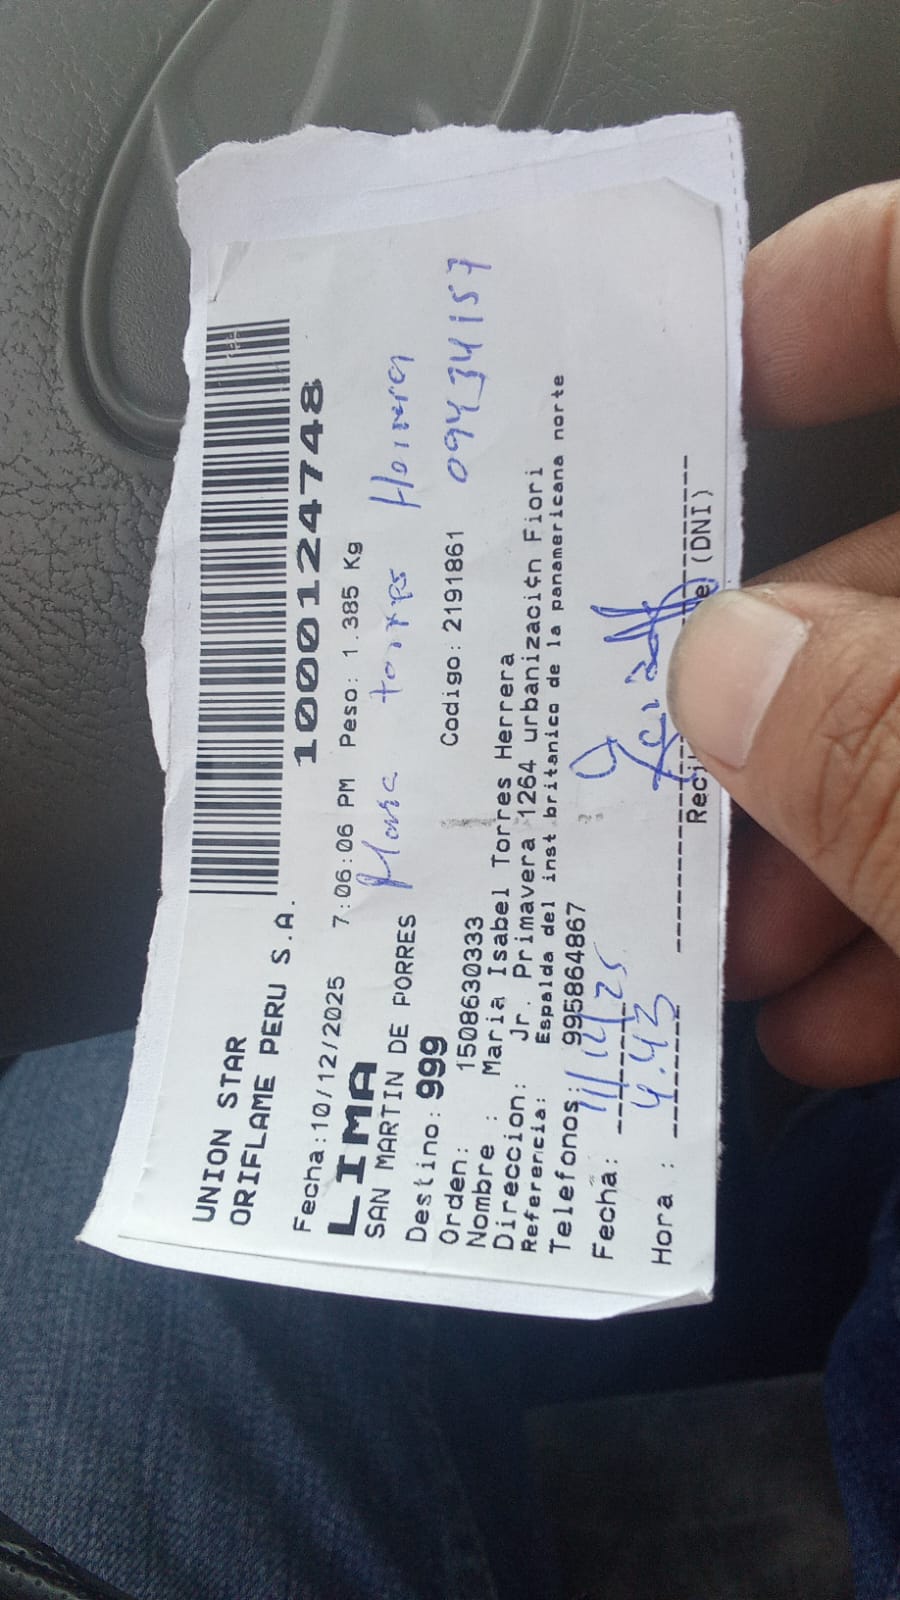 UNION STAR
ORIFLAME PERU S.A.
1000124748
Fecha:10/12/2025 7:06:06 PM Peso: 1.385 Kg
LIMA
SAN MARTIN DE PORRES
Maria torres Herrera
Destino: 999
Codigo: 2191861 09434157
Orden: 1508630333
Nombre : Maria Isabel Torres Herrera
Direccion: Jr. Primavera 1264 urbanizaci¢n Fiori
Referencia: Espalda del inst britanico de la panamericana norte
Telefonos: 995864867
Fecha: 11/12/25
Hora : 4.43
(DNI)